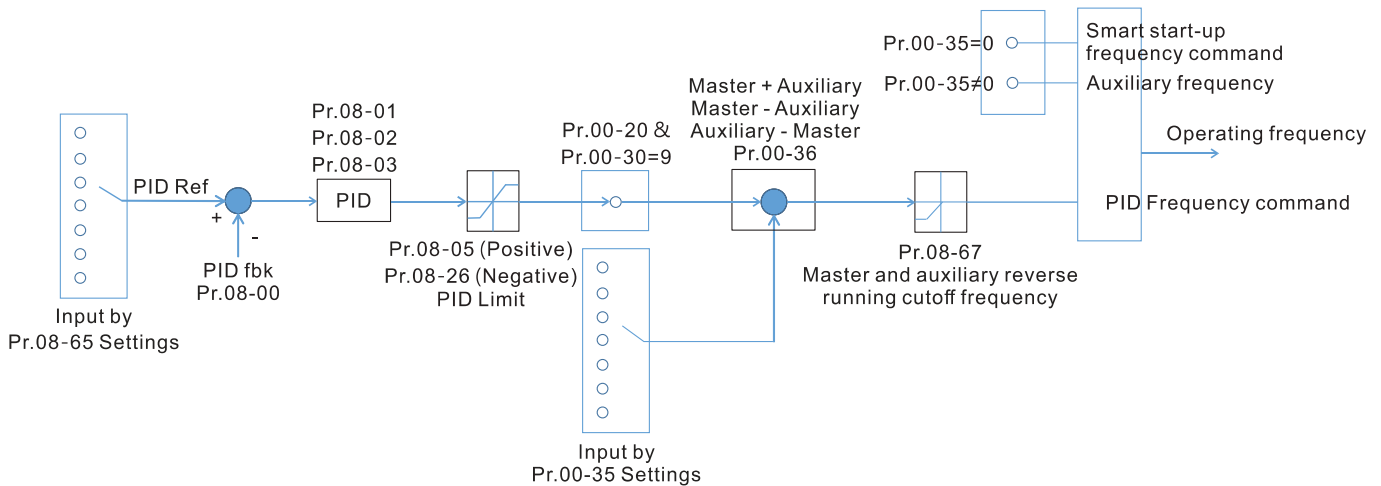 Pr.00-35=0
Smart start-up
frequency command
Pr.00-35≠0
Auxiliary frequency
Operating frequency
PID Frequency command
Master + Auxiliary
Master - Auxiliary
Auxiliary - Master
Pr.00-36
Pr.00-20 &
Pr.00-30=9
Pr.08-01
Pr.08-02
Pr.08-03
PID
PID Ref
+
-
PID fbk
Pr.08-00
Input by
Pr.08-65 Settings
Pr.08-05 (Positive)
Pr.08-26 (Negative)
PID Limit
Pr.08-67
Master and auxiliary reverse
running cutoff frequency
Input by
Pr.00-35 Settings